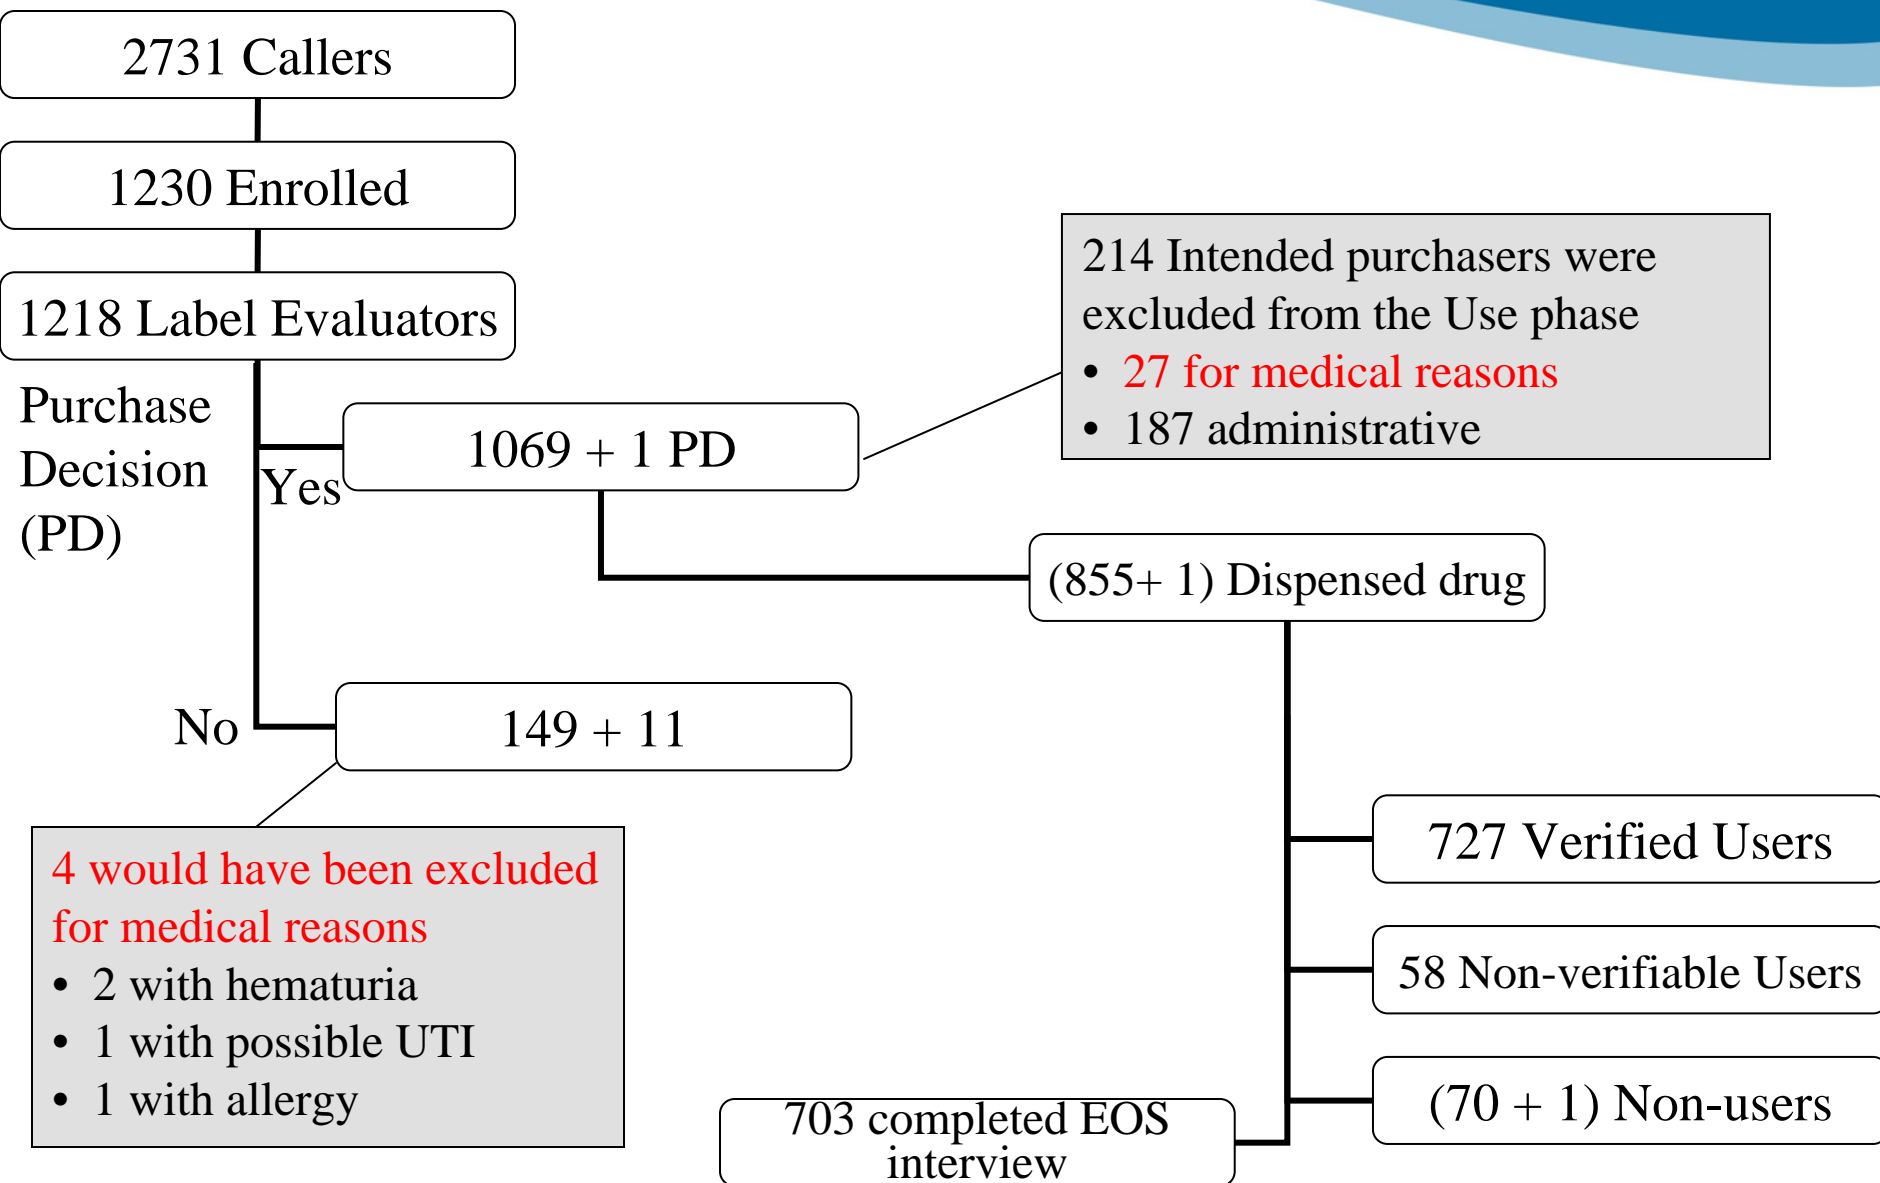 2731 Callers
1230 Enrolled
1218 Label Evaluators
214 Intended purchasers were
excluded from the Use phase
• 27 for medical reasons
• 187 administrative
Purchase
Decision
(PD)
Yes
1069 + 1 PD
(855+ 1) Dispensed drug
No
149 + 11
4 would have been excluded
for medical reasons
• 2 with hematuria
• 1 with possible UTI
• 1 with allergy
727 Verified Users
58 Non-verifiable Users
(70 + 1) Non-users
703 completed EOS
interview